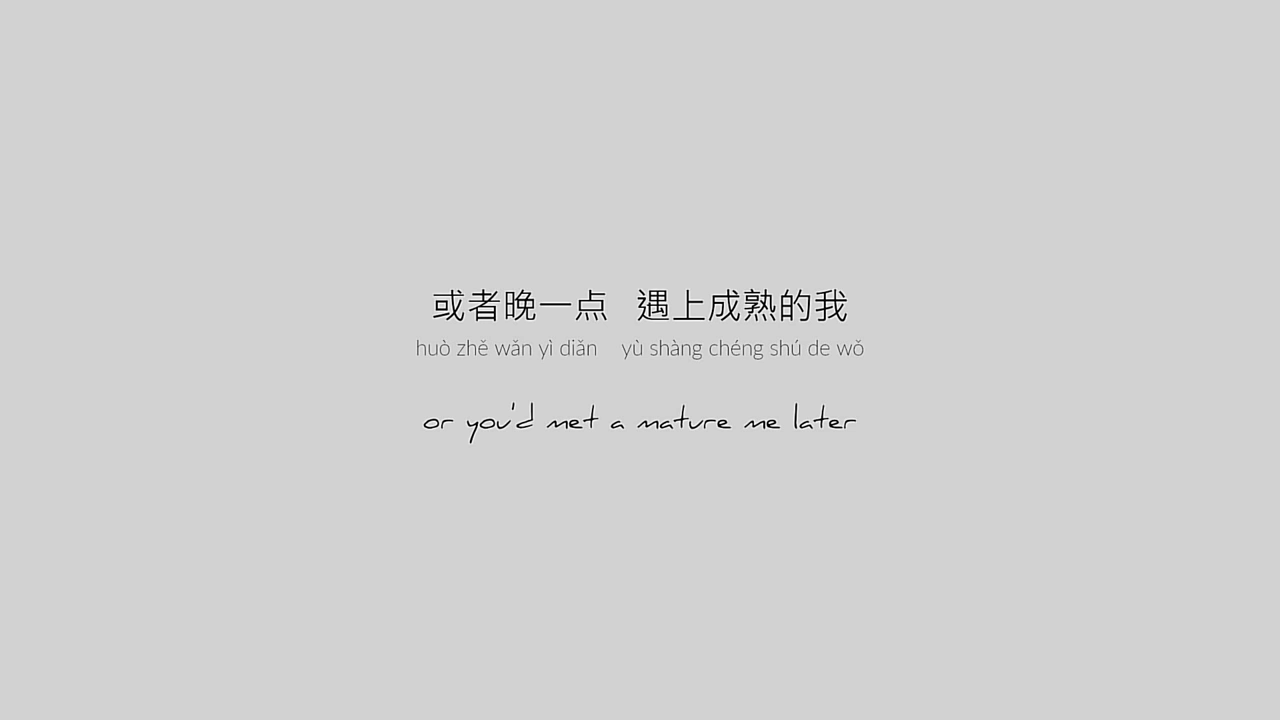 或者晚一点 遇上成熟的我
huò zhě wǎn yì diǎn yù shàng chéng shú de wǒ
or you'd met a mature me later